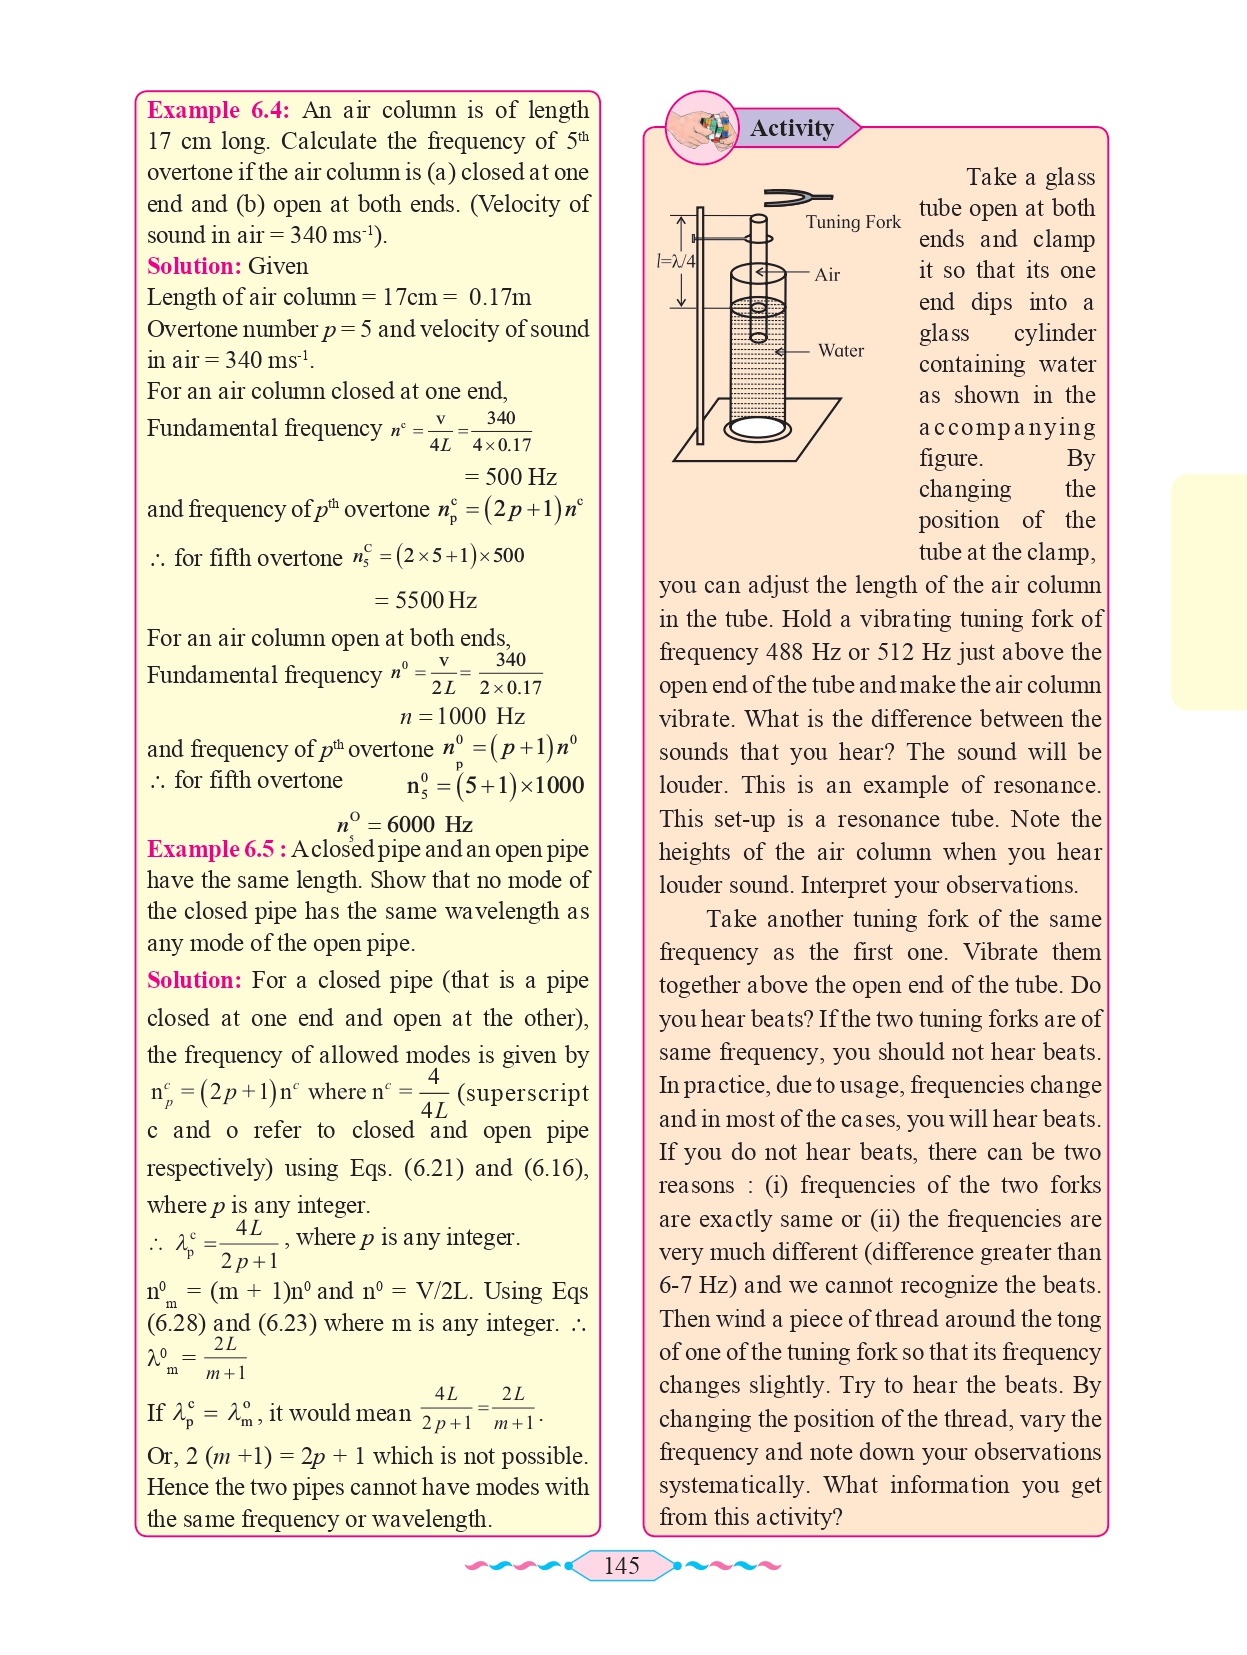 Example 6.4: An air column is of length
17 cm long. Calculate the frequency of 5th
overtone if the air column is (a) closed at one
end and (b) open at both ends. (Velocity of
sound in air = 340 ms-1).
Solution: Given
Length of air column = 17cm = 0.17m
Overtone number p = 5 and velocity of sound
in air = 340 ms-1.
For an air column closed at one end,
Fundamental frequency n^c = v/4L = 340/(4×0.17)
= 500 Hz
and frequency of pth overtone n_p^c = (2p+1)n^c
∴ for fifth overtone n_5^C = (2×5+1)×500
= 5500 Hz
For an air column open at both ends,
Fundamental frequency n^0 = v/2L = 340/(2×0.17)
n = 1000 Hz
and frequency of pth overtone n_p^0 = (p+1)n^0
∴ for fifth overtone n_5^0 = (5+1)×1000
n_5^O = 6000 Hz
Example 6.5 : A closed pipe and an open pipe
have the same length. Show that no mode of
the closed pipe has the same wavelength as
any mode of the open pipe.
Solution: For a closed pipe (that is a pipe
closed at one end and open at the other),
the frequency of allowed modes is given by
n_p^c = (2p+1)n^c where n^c = 4/4L (superscript
c and o refer to closed and open pipe
respectively) using Eqs. (6.21) and (6.16),
where p is any integer.
∴ λ_p^c = 4L/(2p+1), where p is any integer.
n^0_m = (m + 1)n^0 and n^0 = V/2L. Using Eqs
(6.28) and (6.23) where m is any integer. ∴
λ^0_m = 2L/(m+1)
If λ_p^c = λ_m^o, it would mean 4L/(2p+1) = 2L/(m+1).
Or, 2 (m +1) = 2p + 1 which is not possible.
Hence the two pipes cannot have modes with
the same frequency or wavelength.
Activity
Tuning Fork
l=λ/4
Air
Water
Take a glass
tube open at both
ends and clamp
it so that its one
end dips into a
glass cylinder
containing water
as shown in the
accompanying
figure. By
changing the
position of the
tube at the clamp,
you can adjust the length of the air column
in the tube. Hold a vibrating tuning fork of
frequency 488 Hz or 512 Hz just above the
open end of the tube and make the air column
vibrate. What is the difference between the
sounds that you hear? The sound will be
louder. This is an example of resonance.
This set-up is a resonance tube. Note the
heights of the air column when you hear
louder sound. Interpret your observations.
Take another tuning fork of the same
frequency as the first one. Vibrate them
together above the open end of the tube. Do
you hear beats? If the two tuning forks are of
same frequency, you should not hear beats.
In practice, due to usage, frequencies change
and in most of the cases, you will hear beats.
If you do not hear beats, there can be two
reasons : (i) frequencies of the two forks
are exactly same or (ii) the frequencies are
very much different (difference greater than
6-7 Hz) and we cannot recognize the beats.
Then wind a piece of thread around the tong
of one of the tuning fork so that its frequency
changes slightly. Try to hear the beats. By
changing the position of the thread, vary the
frequency and note down your observations
systematically. What information you get
from this activity?
145